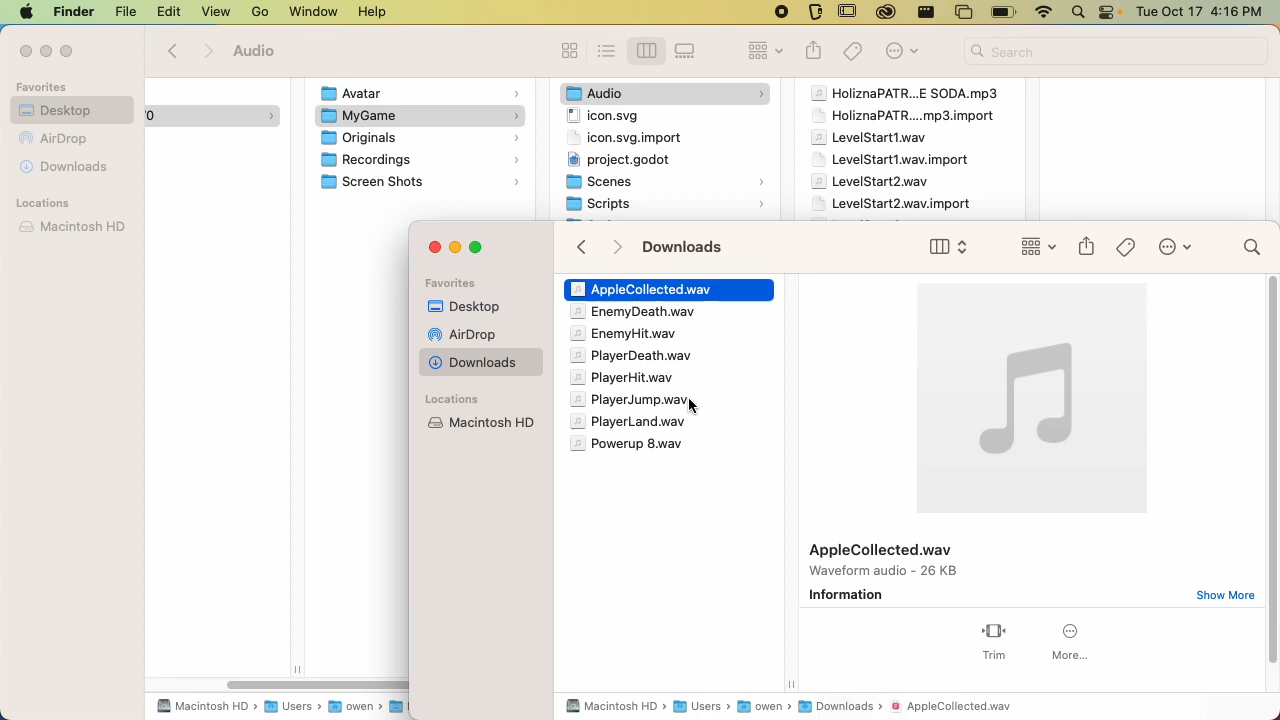 Finder File Edit View Go Window Help Tue Oct 17 4:16 PM
Audio
Search
Favorites
Desktop
AirDrop
Downloads
Locations
Macintosh HD
Avatar
MyGame
Originals
Recordings
Screen Shots
Audio
icon.svg
icon.svg.import
project.godot
Scenes
Scripts
HoliznaPATR...E SODA.mp3
HoliznaPATR....mp3.import
LevelStart1.wav
LevelStart1.wav.import
LevelStart2.wav
LevelStart2.wav.import
Macintosh HD › Users › owen ›
Downloads
Favorites
Desktop
AirDrop
Downloads
Locations
Macintosh HD
AppleCollected.wav
EnemyDeath.wav
EnemyHit.wav
PlayerDeath.wav
PlayerHit.wav
PlayerJump.wav
PlayerLand.wav
Powerup 8.wav
AppleCollected.wav
Waveform audio - 26 KB
Information Show More
Trim More...
Macintosh HD › Users › owen › Downloads › AppleCollected.wav